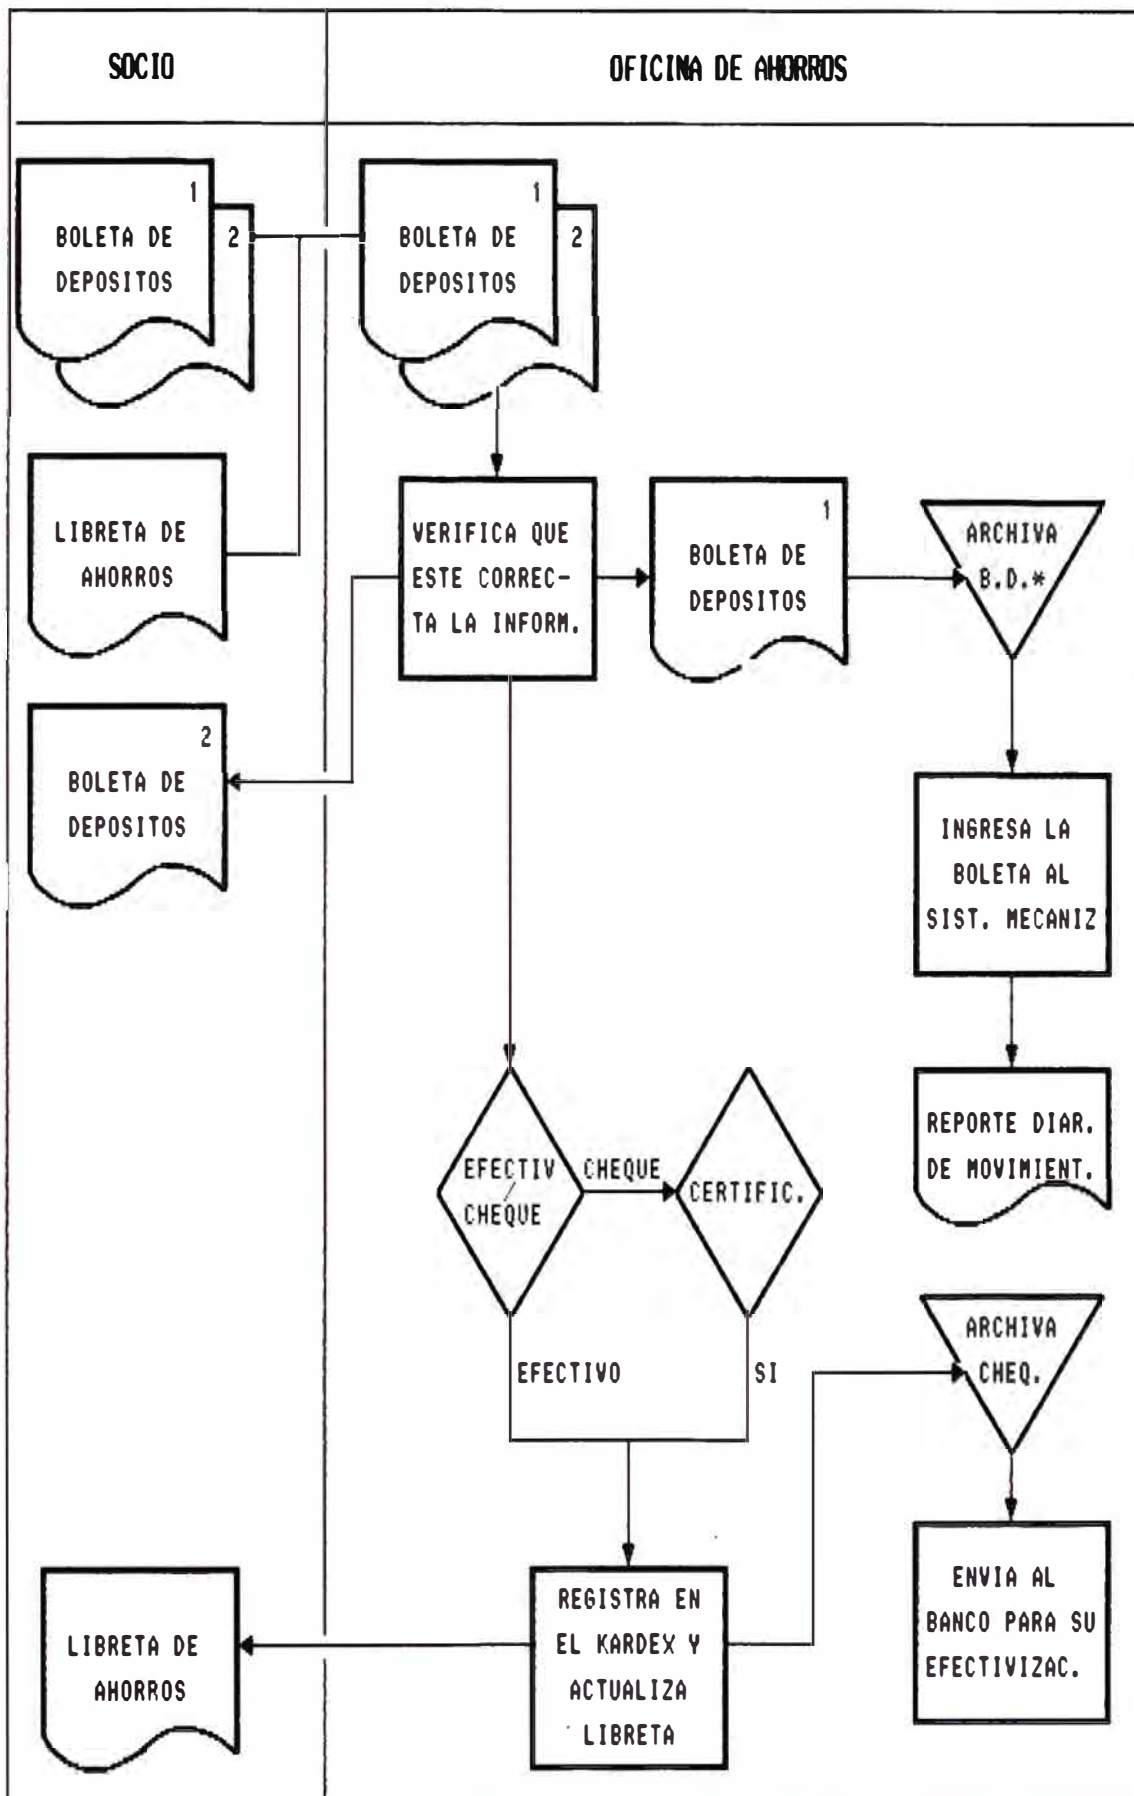 SOCIO
OFICINA DE AHORROS
1
BOLETA DE
DEPOSITOS
2
1
BOLETA DE
DEPOSITOS
2
LIBRETA DE
AHORROS
VERIFICA QUE
ESTE CORREC-
TA LA INFORM.
1
BOLETA DE
DEPOSITOS
ARCHIVA
B.D.*
2
BOLETA DE
DEPOSITOS
INGRESA LA
BOLETA AL
SIST. MECANIZ
REPORTE DIAR.
DE MOVIMIENT.
EFECTIV
/
CHEQUE
CHEQUE
CERTIFIC.
EFECTIVO
SI
ARCHIVA
CHEQ.
ENVIA AL
BANCO PARA SU
EFECTIVIZAC.
REGISTRA EN
EL KARDEX Y
ACTUALIZA
LIBRETA
LIBRETA DE
AHORROS